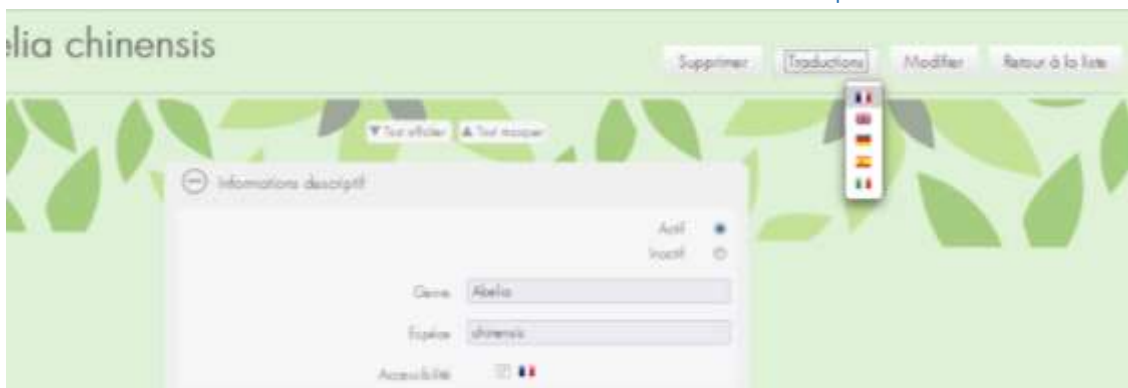 elia chinensis
Supprimer Traductions Modifier Retour à la liste
▼ Tout afficher ▲ Tout masquer
Informations descriptif
Actif
Inactif
Genre Abelia
Espèce chinensis
Accessibilité